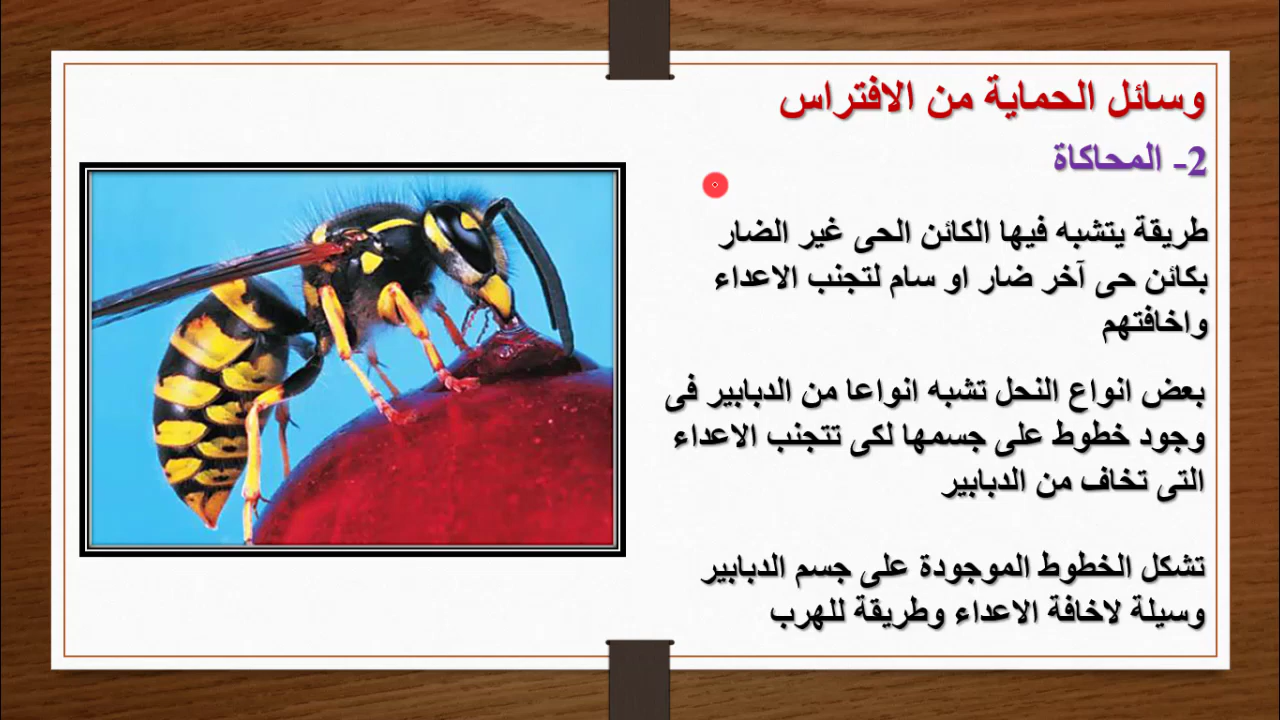 وسائل الحماية من الافتراس
2- المحاكاة
طريقة يتشبه فيها الكائن الحى غير الضار
بكائن حى آخر ضار او سام لتجنب الاعداء
واخافتهم
بعض انواع النحل تشبه انواعا من الدبابير فى
وجود خطوط على جسمها لكى تتجنب الاعداء
التى تخاف من الدبابير
تشكل الخطوط الموجودة على جسم الدبابير
وسيلة لاخافة الاعداء وطريقة للهرب